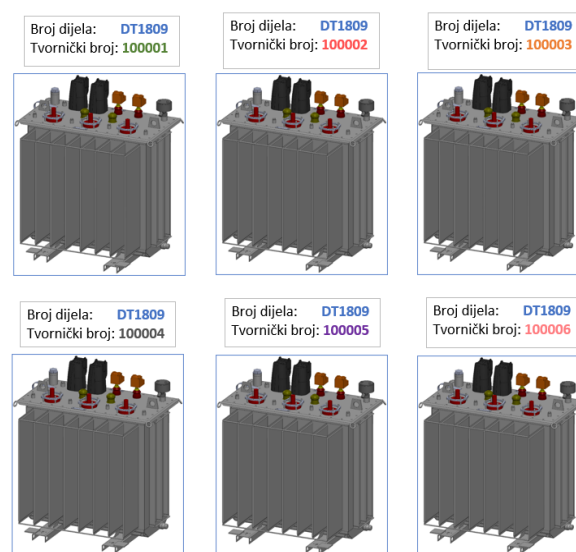 Broj dijela: DT1809
Tvornički broj: 100001
Broj dijela: DT1809
Tvornički broj: 100002
Broj dijela: DT1809
Tvornički broj: 100003
Broj dijela: DT1809
Tvornički broj: 100004
Broj dijela: DT1809
Tvornički broj: 100005
Broj dijela: DT1809
Tvornički broj: 100006